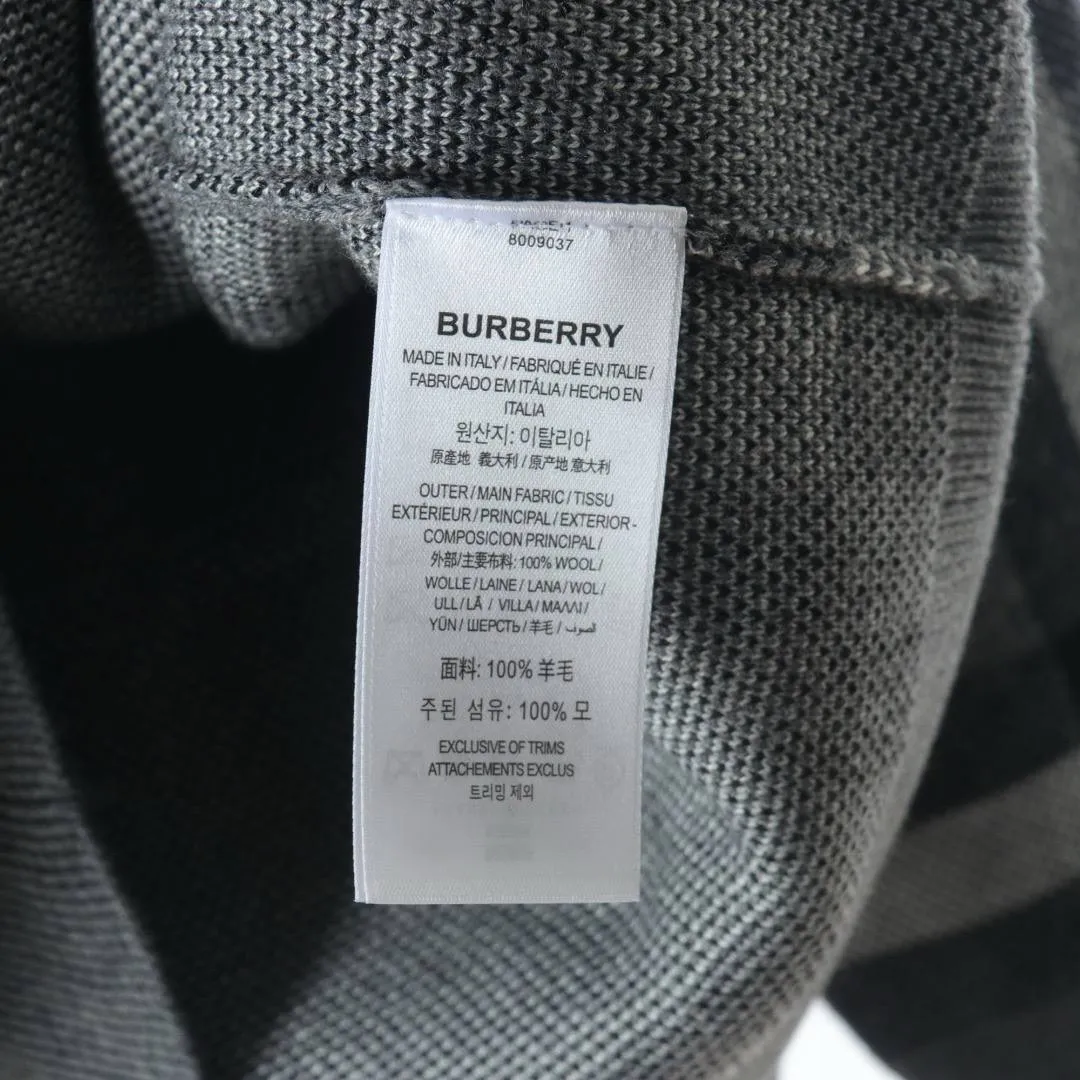 8009037
BURBERRY
MADE IN ITALY / FABRIQUÉ EN ITALIE /
FABRICADO EM ITÁLIA / HECHO EN
ITALIA
원산지: 이탈리아
原產地 義大利 / 原产地 意大利
OUTER / MAIN FABRIC / TISSU
EXTÉRIEUR / PRINCIPAL / EXTERIOR -
COMPOSICION PRINCIPAL /
外部/主要布料: 100% WOOL /
WOLLE / LAINE / LANA / WOL /
ULL / LÃ / VILLA / ΜΑΛΛΙ /
YÜN / ШЕРСТЬ / 羊毛 / الصوف
面料: 100% 羊毛
주된 섬유: 100% 모
EXCLUSIVE OF TRIMS
ATTACHEMENTS EXCLUS
트리밍 제외